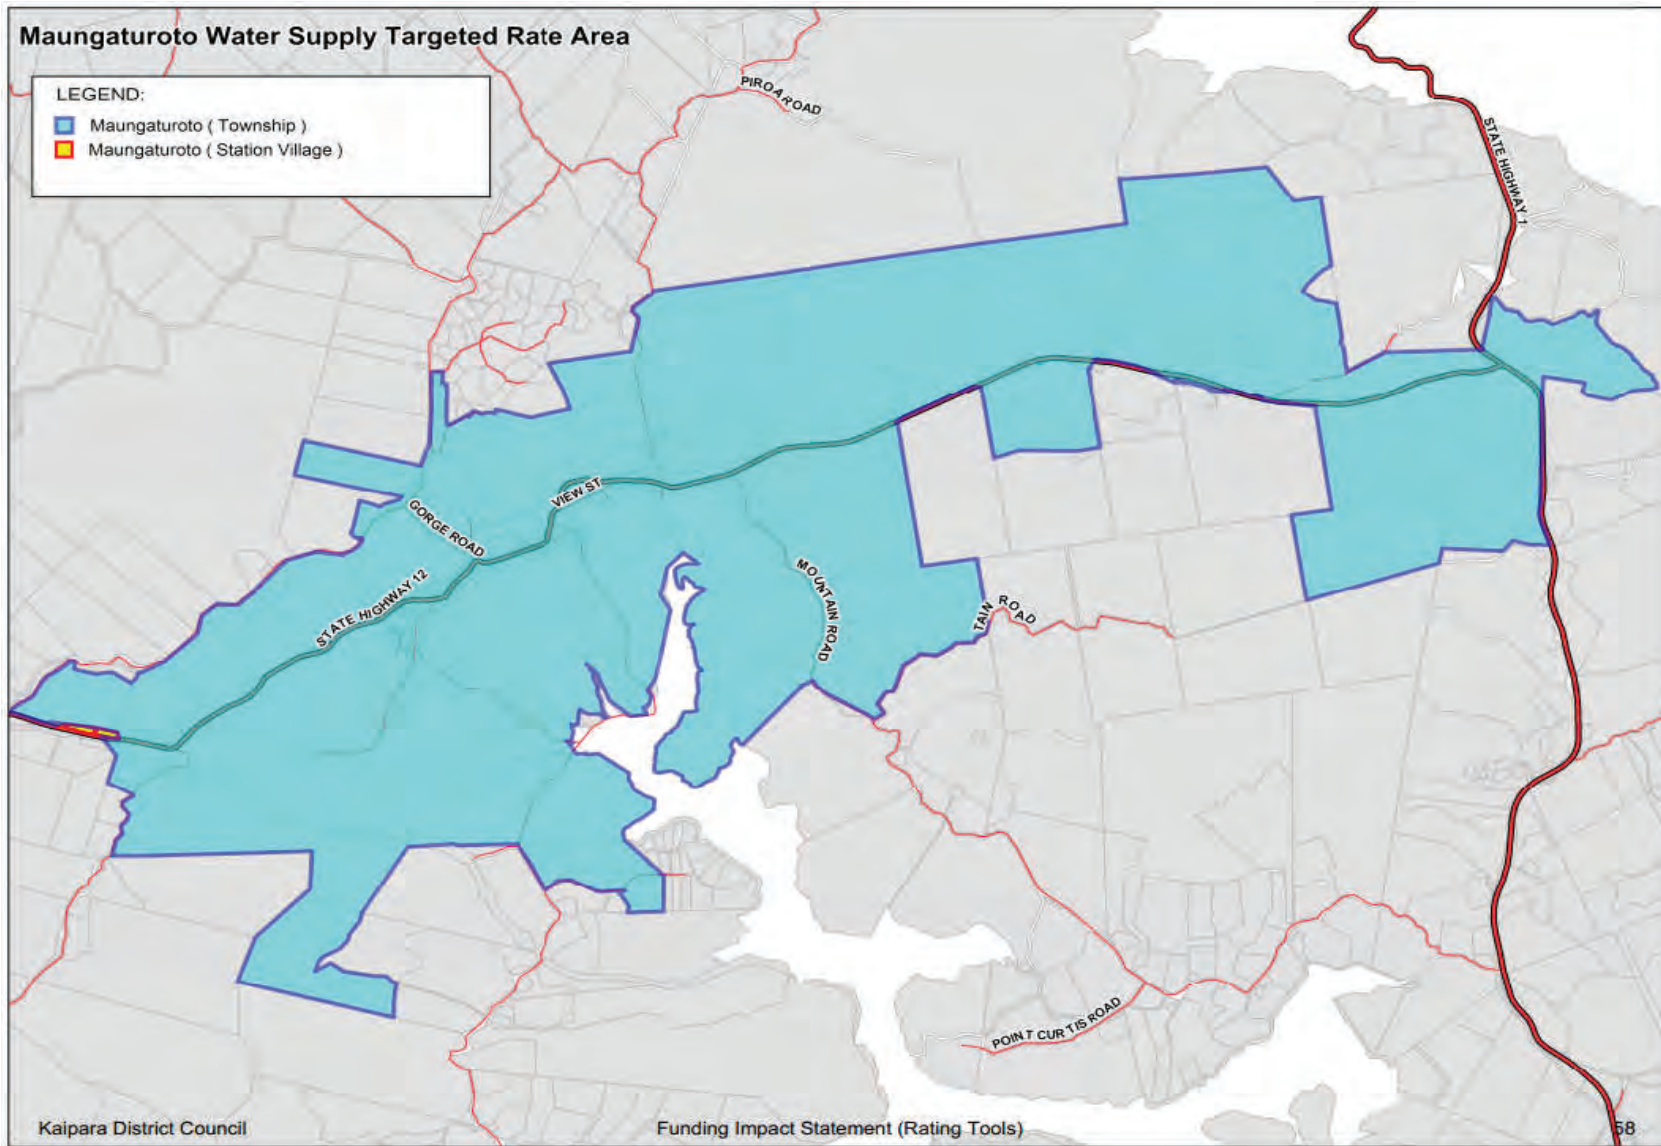 Maungaturoto Water Supply Targeted Rate Area
LEGEND:
Maungaturoto ( Township )
Maungaturoto ( Station Village )
PIROA ROAD
STATE HIGHWAY 1
VIEW ST
GORGE ROAD
STATE HIGHWAY 12
MOUNTAIN ROAD
TAIN ROAD
POINT CURTIS ROAD
Kaipara District Council
Funding Impact Statement (Rating Tools)
58